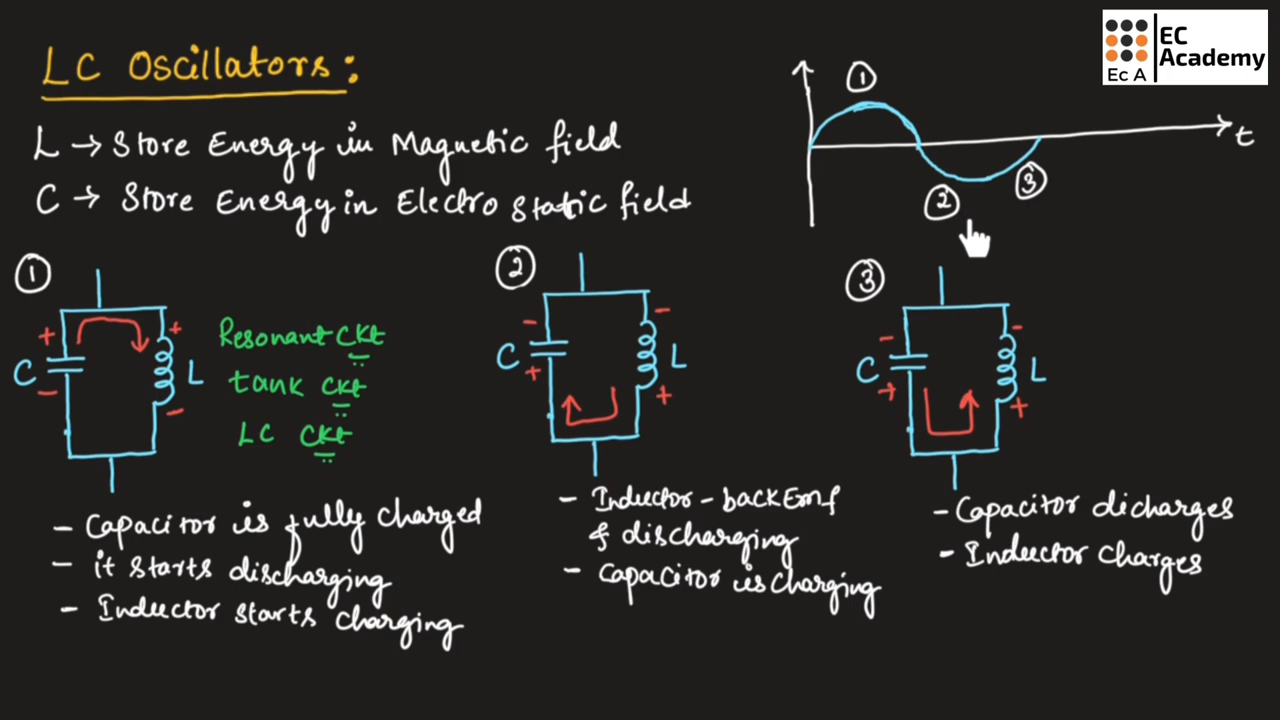 LC Oscillators:
EC
Academy
Ec A
L → Store Energy in Magnetic field
C → Store Energy in Electro static field
1
2
3
t
1
+
+
C
L
-
-
Resonant Ckt
tank Ckt
LC Ckt
- Capacitor is fully charged
- it starts discharging
- Inductor starts charging
2
-
-
C
L
+
+
- Inductor - back Emf
& discharging
- Capacitor is charging
3
-
-
C
L
+
+
- Capacitor dicharges
- Inductor charges